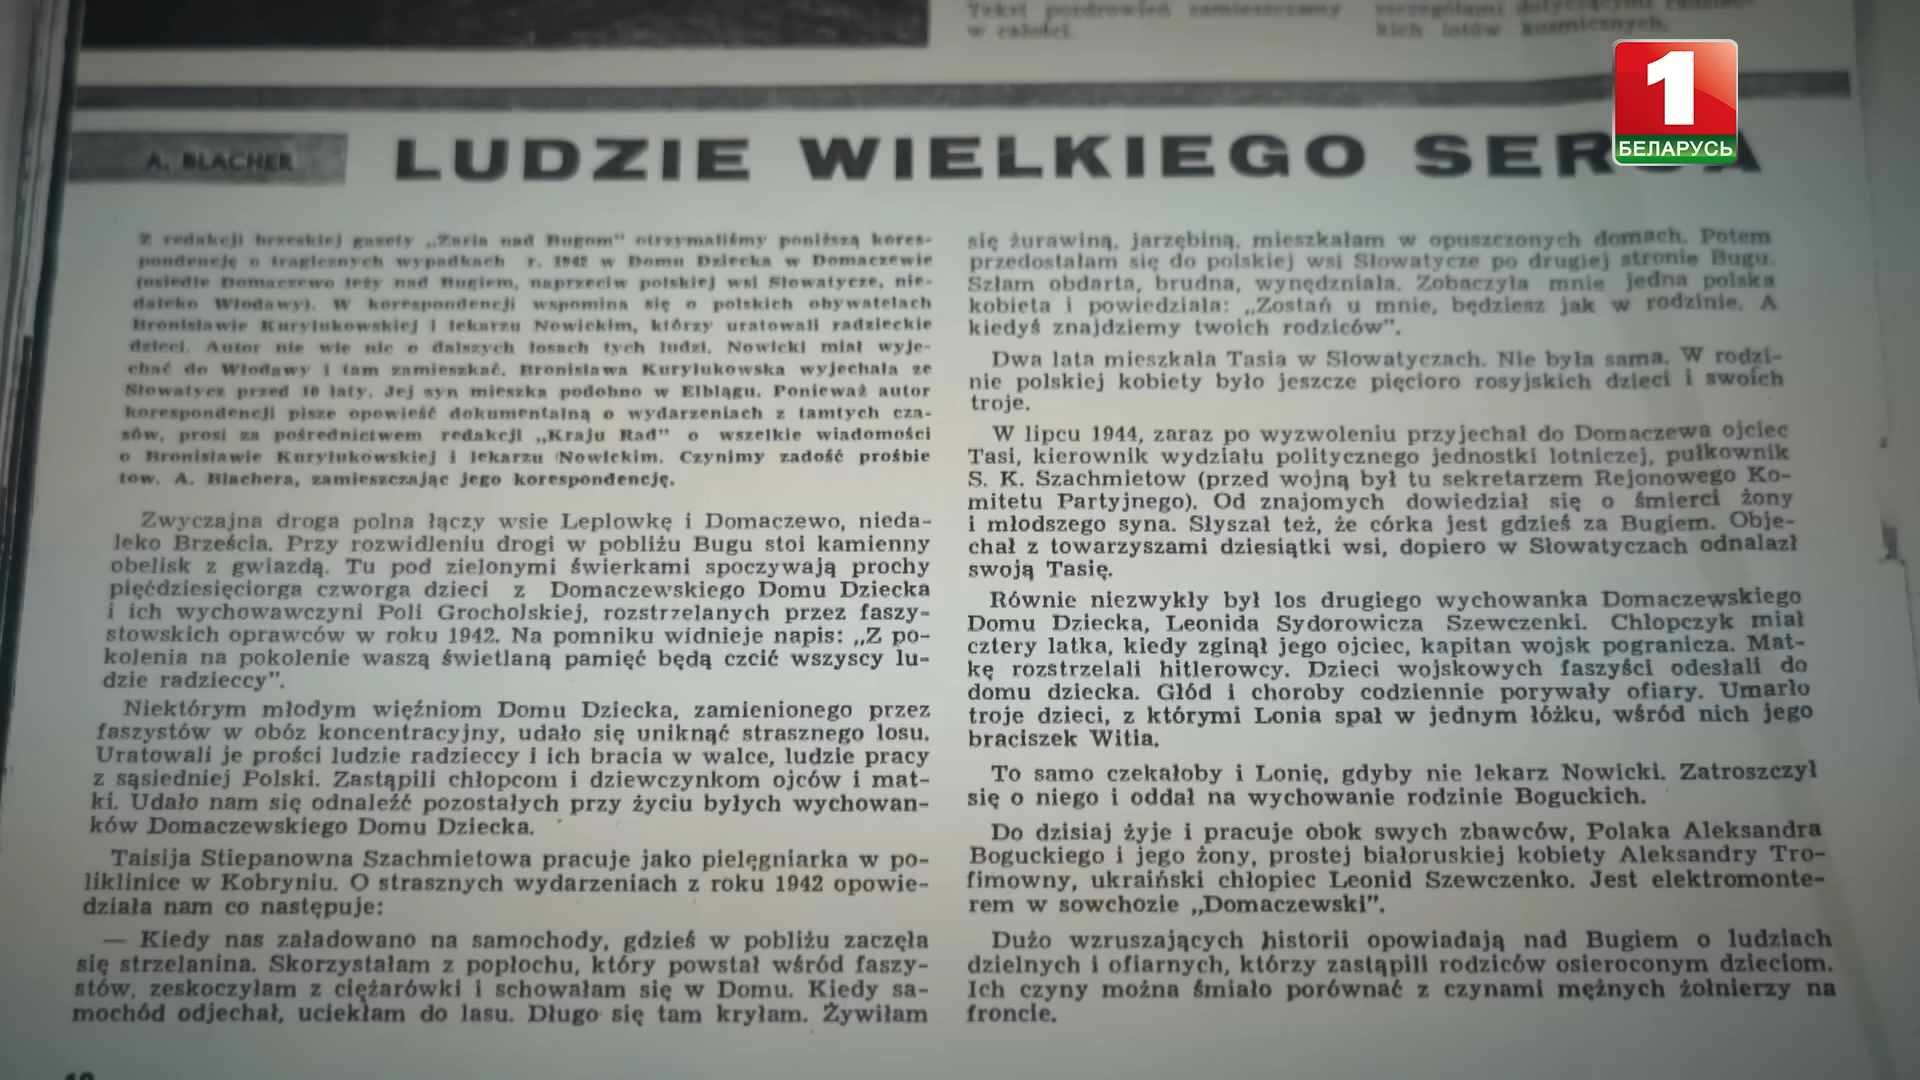 Tekst pozdrowień zamieszczamy
w całości.
szczegółami dotyczącymi radziec-
kich lotów kosmicznych.
1
БЕЛАРУСЬ
A. BLACHER
LUDZIE WIELKIEGO SERCA
Z redakcji brzeskiej gazety „Zaria nad Bugom" otrzymaliśmy poniższą kores-
pondencję o tragicznych wypadkach r. 1942 w Domu Dziecka w Domaczewie
(osiedle Domaczewo leży nad Bugiem, naprzeciw polskiej wsi Słowatycze, nie-
daleko Włodawy). W korespondencji wspomina się o polskich obywatelach
Bronisławie Kuryłukowskiej i lekarzu Nowickim, którzy uratowali radzieckie
dzieci. Autor nie wie nic o dalszych losach tych ludzi. Nowicki miał wyje-
chać do Włodawy i tam zamieszkać. Bronisława Kuryłukowska wyjechała ze
Słowatycz przed 10 laty. Jej syn mieszka podobno w Elblągu. Ponieważ autor
korespondencji pisze opowieść dokumentalną o wydarzeniach z tamtych cza-
sów, prosi za pośrednictwem redakcji „Kraju Rad" o wszelkie wiadomości
o Bronisławie Kuryłukowskiej i lekarzu Nowickim. Czynimy zadość prośbie
tow. A. Blachera, zamieszczając jego korespondencję.
Zwyczajna droga polna łączy wsie Leplowkę i Domaczewo, nieda-
leko Brześcia. Przy rozwidleniu drogi w pobliżu Bugu stoi kamienny
obelisk z gwiazdą. Tu pod zielonymi świerkami spoczywają prochy
pięćdziesięciorga czworga dzieci z Domaczewskiego Domu Dziecka
i ich wychowawczyni Poli Grocholskiej, rozstrzelanych przez faszy-
stowskich oprawców w roku 1942. Na pomniku widnieje napis: „Z po-
kolenia na pokolenie waszą świetlaną pamięć będą czcić wszyscy lu-
dzie radzieccy".
Niektórym młodym więźniom Domu Dziecka, zamienionego przez
faszystów w obóz koncentracyjny, udało się uniknąć strasznego losu.
Uratowali je prości ludzie radzieccy i ich bracia w walce, ludzie pracy
z sąsiedniej Polski. Zastąpili chłopcom i dziewczynkom ojców i mat-
ki. Udało nam się odnaleźć pozostałych przy życiu byłych wychowan-
ków Domaczewskiego Domu Dziecka.
Taisija Stiepanowna Szachmietowa pracuje jako pielęgniarka w po-
liklinice w Kobryniu. O strasznych wydarzeniach z roku 1942 opowie-
działa nam co następuje:
— Kiedy nas załadowano na samochody, gdzieś w pobliżu zaczęła
się strzelanina. Skorzystałam z popłochu, który powstał wśród faszy-
stów, zeskoczyłam z ciężarówki i schowałam się w Domu. Kiedy sa-
mochód odjechał, uciekłam do lasu. Długo się tam kryłam. Żywiłam
się żurawiną, jarzębiną, mieszkałam w opuszczonych domach. Potem
przedostałam się do polskiej wsi Słowatycze po drugiej stronie Bugu.
Szłam obdarta, brudna, wynędzniała. Zobaczyła mnie jedna polska
kobieta i powiedziała: „Zostań u mnie, będziesz jak w rodzinie. A
kiedyś znajdziemy twoich rodziców".
Dwa lata mieszkała Tasia w Słowatyczach. Nie była sama. W rodzi-
nie polskiej kobiety było jeszcze pięcioro rosyjskich dzieci i swoich
troje.
W lipcu 1944, zaraz po wyzwoleniu przyjechał do Domaczewa ojciec
Tasi, kierownik wydziału politycznego jednostki lotniczej, pułkownik
S. K. Szachmietow (przed wojną był tu sekretarzem Rejonowego Ko-
mitetu Partyjnego). Od znajomych dowiedział się o śmierci żony
i młodszego syna. Słyszał też, że córka jest gdzieś za Bugiem. Obje-
chał z towarzyszami dziesiątki wsi, dopiero w Słowatyczach odnalazł
swoją Tasię.
Równie niezwykły był los drugiego wychowanka Domaczewskiego
Domu Dziecka, Leonida Sydorowicza Szewczenki. Chłopczyk miał
cztery latka, kiedy zginął jego ojciec, kapitan wojsk pogranicza. Mat-
kę rozstrzelali hitlerowcy. Dzieci wojskowych faszyści odesłali do
domu dziecka. Głód i choroby codziennie porywały ofiary. Umarło
troje dzieci, z którymi Lonia spał w jednym łóżku, wśród nich jego
braciszek Witia.
To samo czekałoby i Lonię, gdyby nie lekarz Nowicki. Zatroszczył
się o niego i oddał na wychowanie rodzinie Boguckich.
Do dzisiaj żyje i pracuje obok swych zbawców, Polaka Aleksandra
Boguckiego i jego żony, prostej białoruskiej kobiety Aleksandry Tro-
fimowny, ukraiński chłopiec Leonid Szewczenko. Jest elektromonte-
rem w sowchozie „Domaczewski".
Dużo wzruszających historii opowiadają nad Bugiem o ludziach
dzielnych i ofiarnych, którzy zastąpili rodziców osieroconym dzieciom.
Ich czyny można śmiało porównać z czynami mężnych żołnierzy na
froncie.